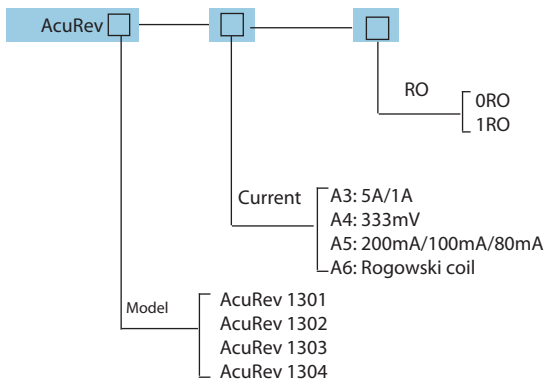 AcuRev
RO
0RO
1RO
Current
A3: 5A/1A
A4: 333mV
A5: 200mA/100mA/80mA
A6: Rogowski coil
Model
AcuRev 1301
AcuRev 1302
AcuRev 1303
AcuRev 1304